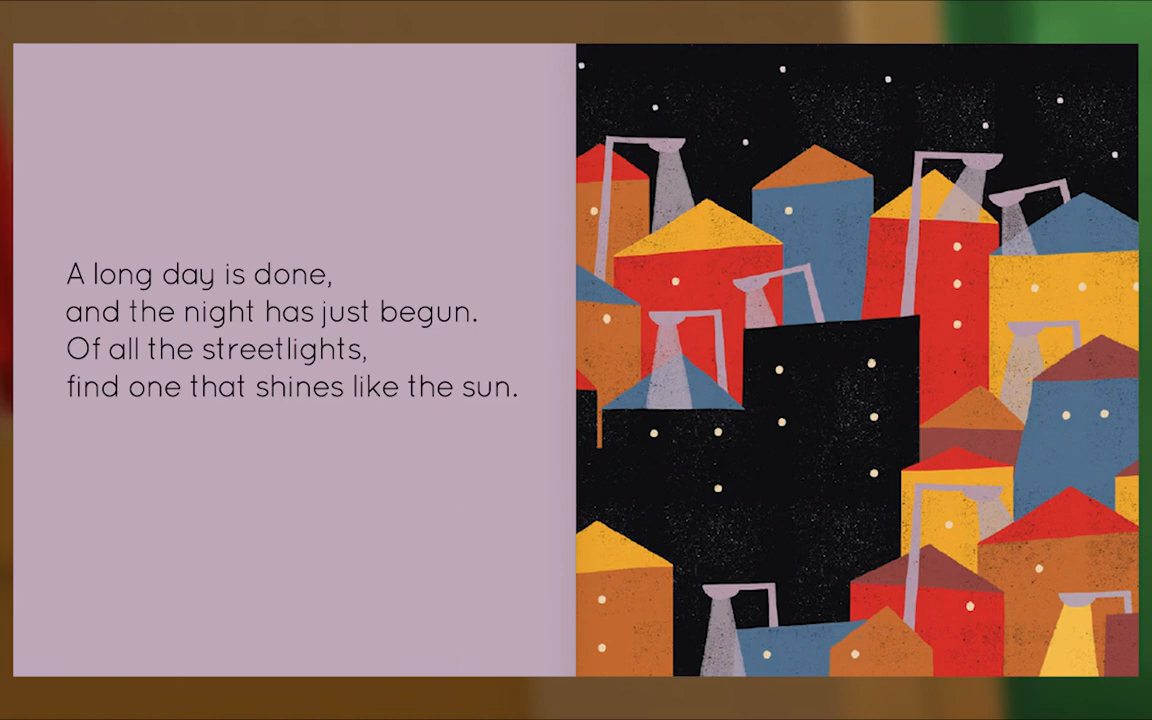 A long day is done,
and the night has just begun.
Of all the streetlights,
find one that shines like the sun.